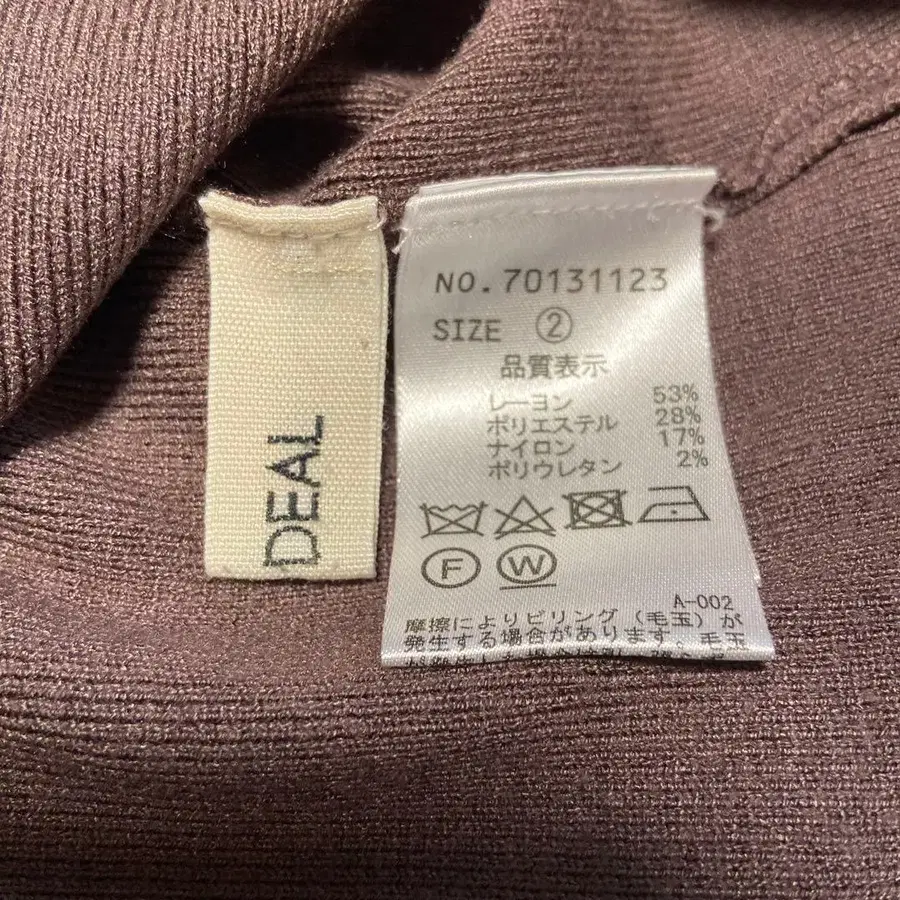 DEAL
NO.70131123
SIZE ②
品質表示
レーヨン 53%
ポリエステル 28%
ナイロン 17%
ポリウレタン 2%
F W
A-002
摩擦によりピリング(毛玉)が
発生する場合があります。毛玉